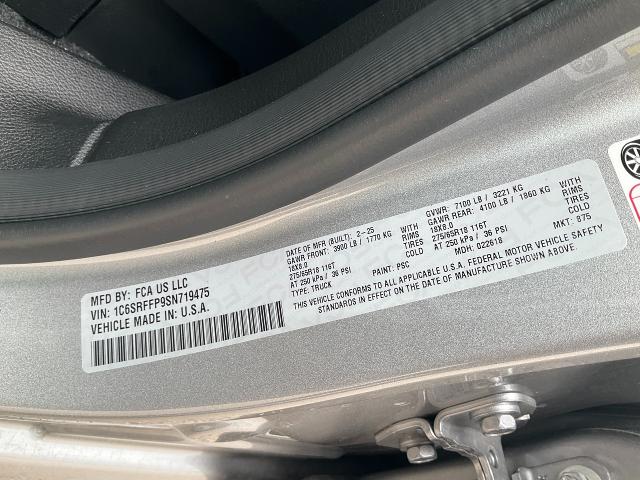 MFD BY: FCA US LLC
VIN: 1C6SRFFP9SN719475
VEHICLE MADE IN: U.S.A.
DATE OF MFR (BUILT): 2-25
GAWR FRONT: 3900 LB / 1770 KG WITH
18X8.0 RIMS
275/65R18 116T TIRES
AT 250 kPa / 36 PSI COLD
TYPE: TRUCK
PAINT: PSC
GVWR: 7100 LB / 3221 KG
GAWR REAR: 4100 LB / 1860 KG WITH
18X8.0 RIMS
275/65R18 116T TIRES
AT 250 kPa / 36 PSI COLD
MDH: 022618
MKT: 975
CONFORMS TO ALL APPLICABLE U.S.A. FEDERAL MOTOR VEHICLE SAFETY
STANDARDS IN EFFECT ON THE DATE OF MANUFACTURE SHOWN ABOVE